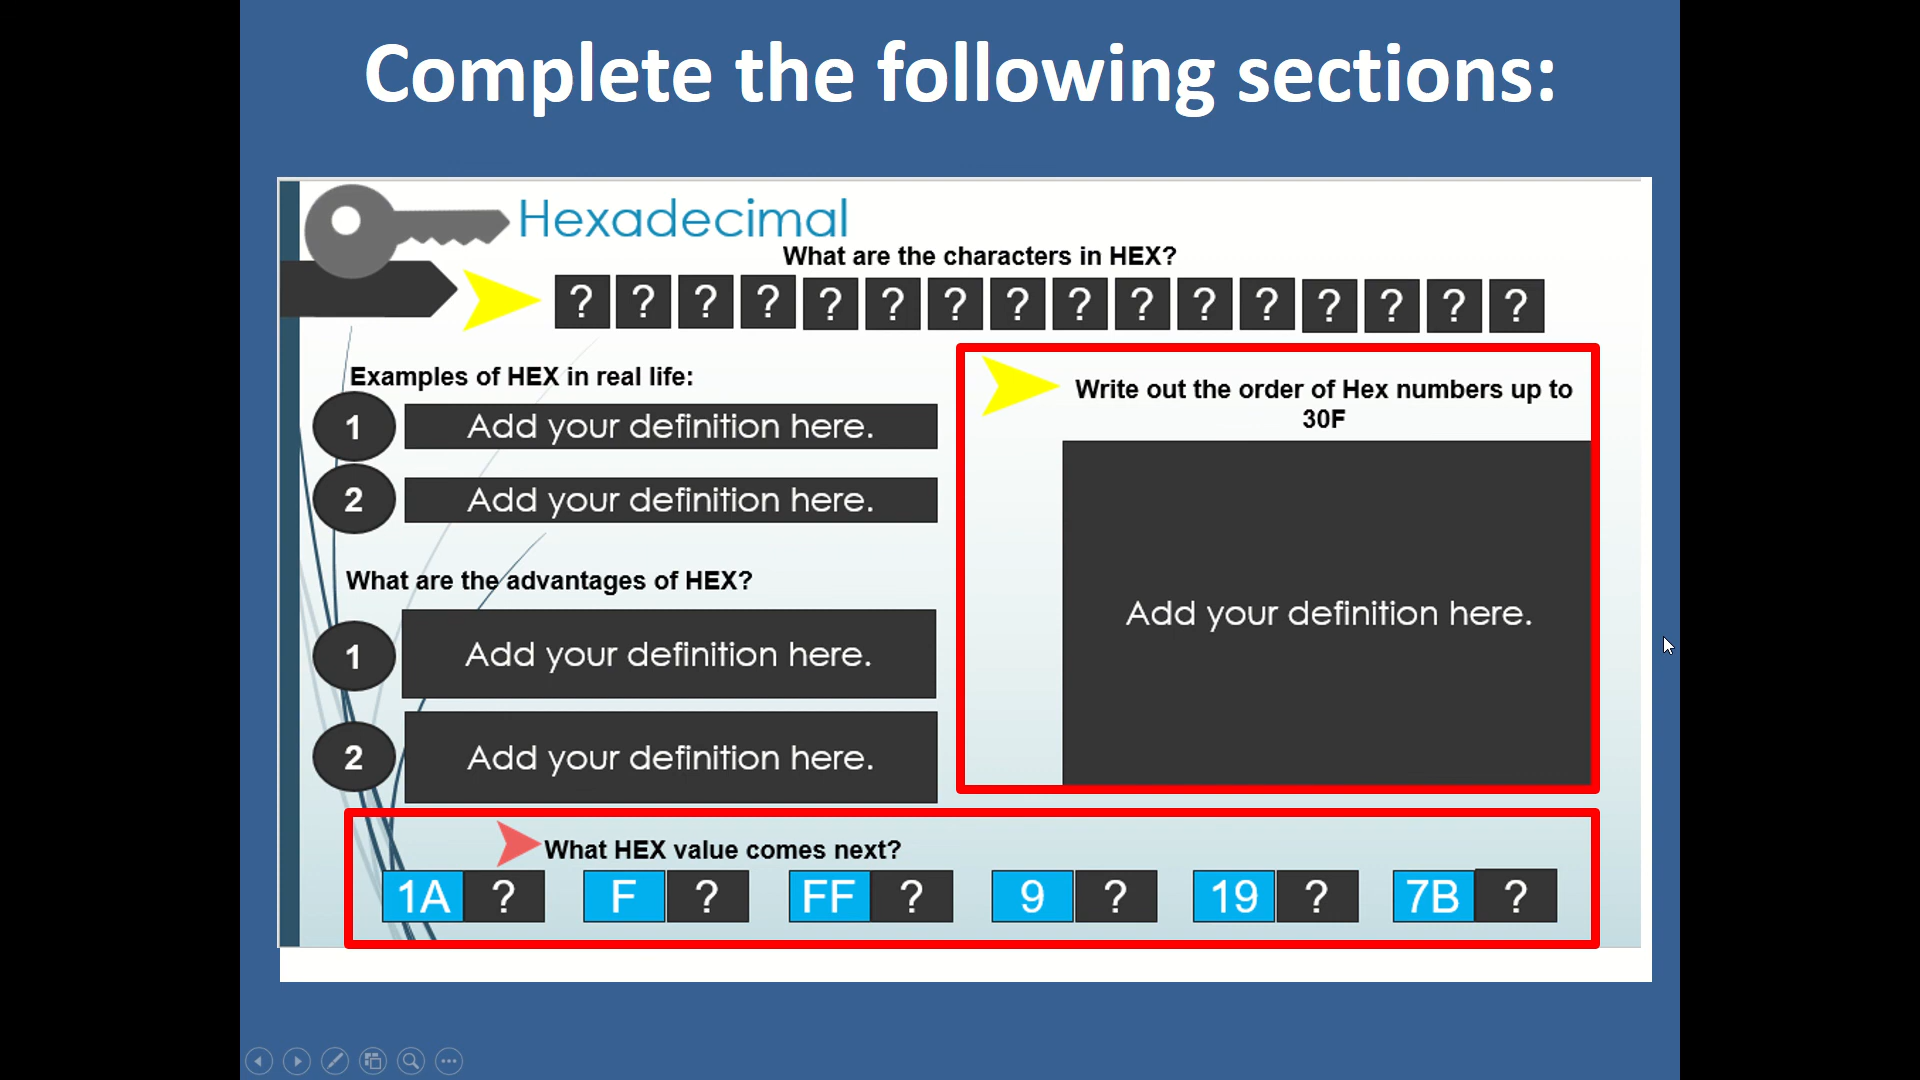 Complete the following sections:
Hexadecimal
What are the characters in HEX?
? ? ? ? ? ? ? ? ? ? ? ? ? ? ? ?
Examples of HEX in real life:
1 Add your definition here.
2 Add your definition here.
What are the advantages of HEX?
1 Add your definition here.
2 Add your definition here.
Write out the order of Hex numbers up to
30F
Add your definition here.
What HEX value comes next?
1A ? F ? FF ? 9 ? 19 ? 7B ?